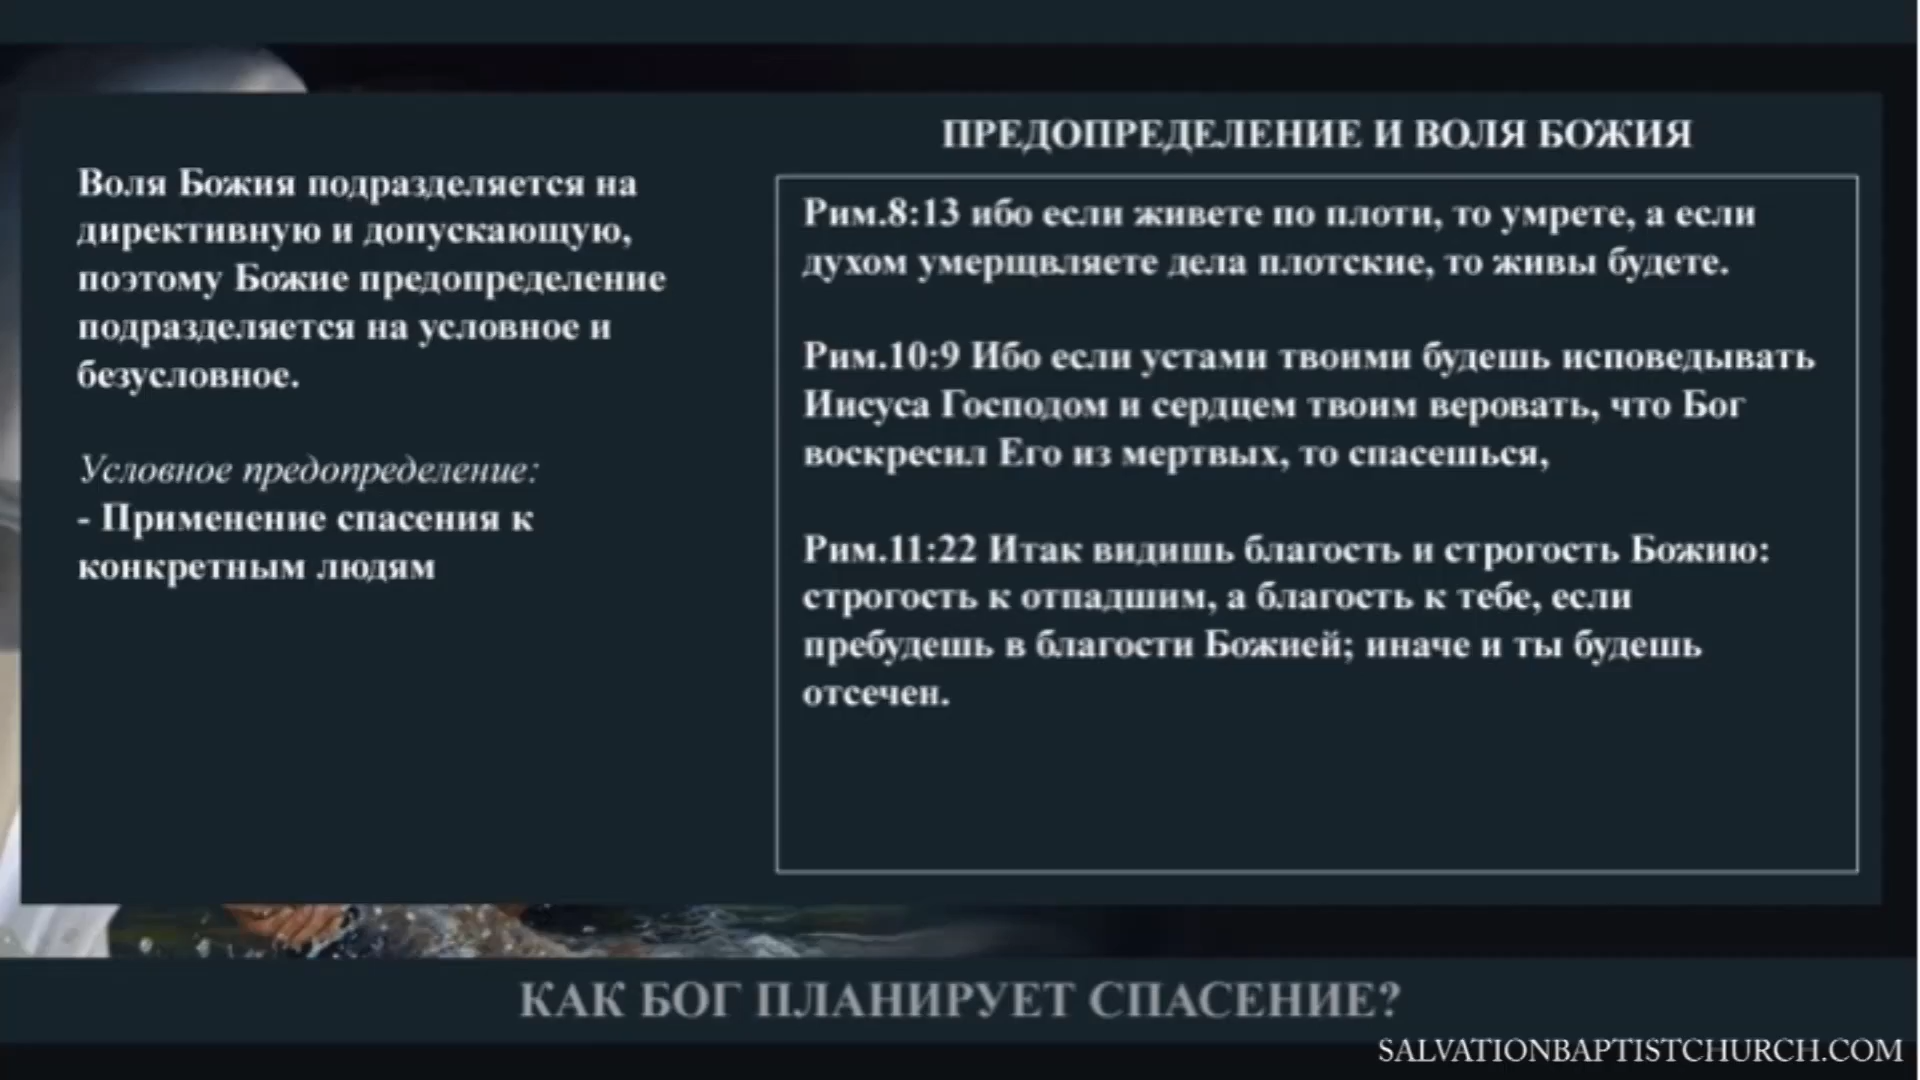 ПРЕДОПРЕДЕЛЕНИЕ И ВОЛЯ БОЖИЯ
Воля Божия подразделяется на
директивную и допускающую,
поэтому Божие предопределение
подразделяется на условное и
безусловное.
Условное предопределение:
- Применение спасения к
конкретным людям
Рим.8:13 ибо если живете по плоти, то умрете, а если
духом умерщвляете дела плотские, то живы будете.
Рим.10:9 Ибо если устами твоими будешь исповедывать
Иисуса Господом и сердцем твоим веровать, что Бог
воскресил Его из мертвых, то спасешься,
Рим.11:22 Итак видишь благость и строгость Божию:
строгость к отпадшим, а благость к тебе, если
пребудешь в благости Божией; иначе и ты будешь
отсечен.
КАК БОГ ПЛАНИРУЕТ СПАСЕНИЕ?
SALVATIONBAPTISTCHURCH.COM